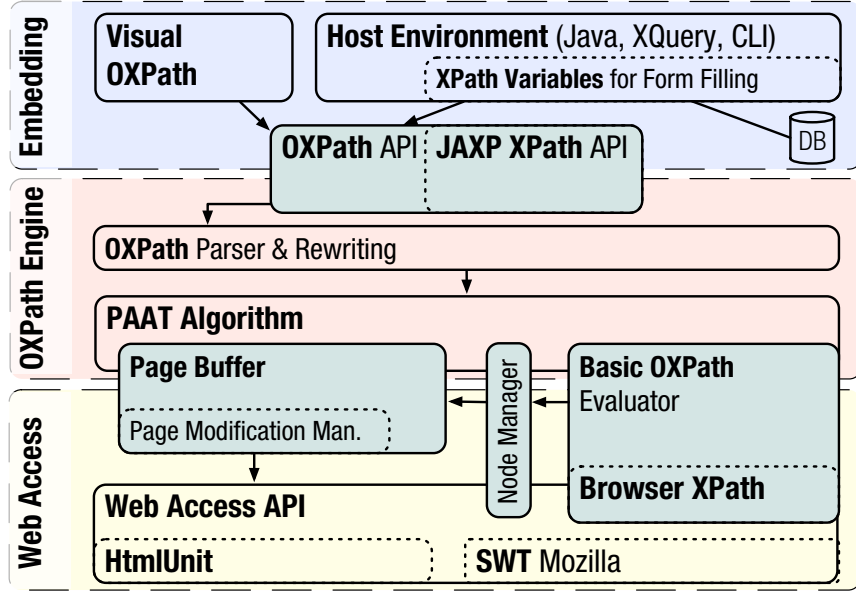 Embedding
Visual
OXPath
Host Environment (Java, XQuery, CLI)
XPath Variables for Form Filling
DB
OXPath API
JAXP XPath API
OXPath Engine
OXPath Parser & Rewriting
PAAT Algorithm
Page Buffer
Page Modification Man.
Node Manager
Basic OXPath
Evaluator
Browser XPath
Web Access
Web Access API
HtmlUnit
SWT Mozilla